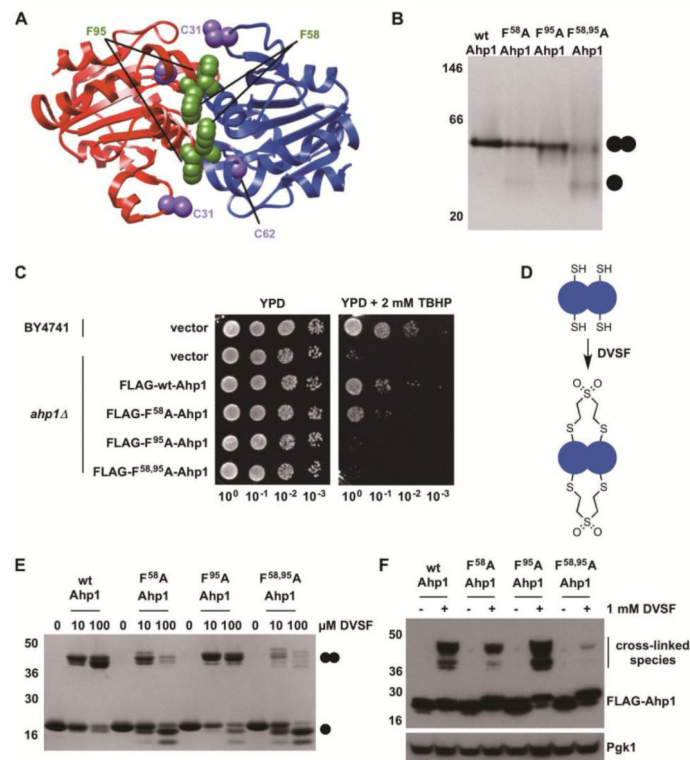 A
F95
C31
F58
C31
C62
B
wt F⁵⁸A F⁹⁵A F⁵⁸,⁹⁵A
Ahp1 Ahp1 Ahp1 Ahp1
146
66
20
C
YPD YPD + 2 mM TBHP
BY4741 vector
ahp1Δ
vector
FLAG-wt-Ahp1
FLAG-F⁵⁸A-Ahp1
FLAG-F⁹⁵A-Ahp1
FLAG-F⁵⁸,⁹⁵A-Ahp1
10⁰ 10⁻¹ 10⁻² 10⁻³ 10⁰ 10⁻¹ 10⁻² 10⁻³
D
SH SH
SH SH
DVSF
O S O
S S
S S
O S O
E
wt F⁵⁸A F⁹⁵A F⁵⁸,⁹⁵A
Ahp1 Ahp1 Ahp1 Ahp1
0 10 100 0 10 100 0 10 100 0 10 100 μM DVSF
50
36
30
16
F
wt F⁵⁸A F⁹⁵A F⁵⁸,⁹⁵A
Ahp1 Ahp1 Ahp1 Ahp1
- + - + - + - + 1 mM DVSF
50
36
30
16
cross-linked
species
FLAG-Ahp1
Pgk1